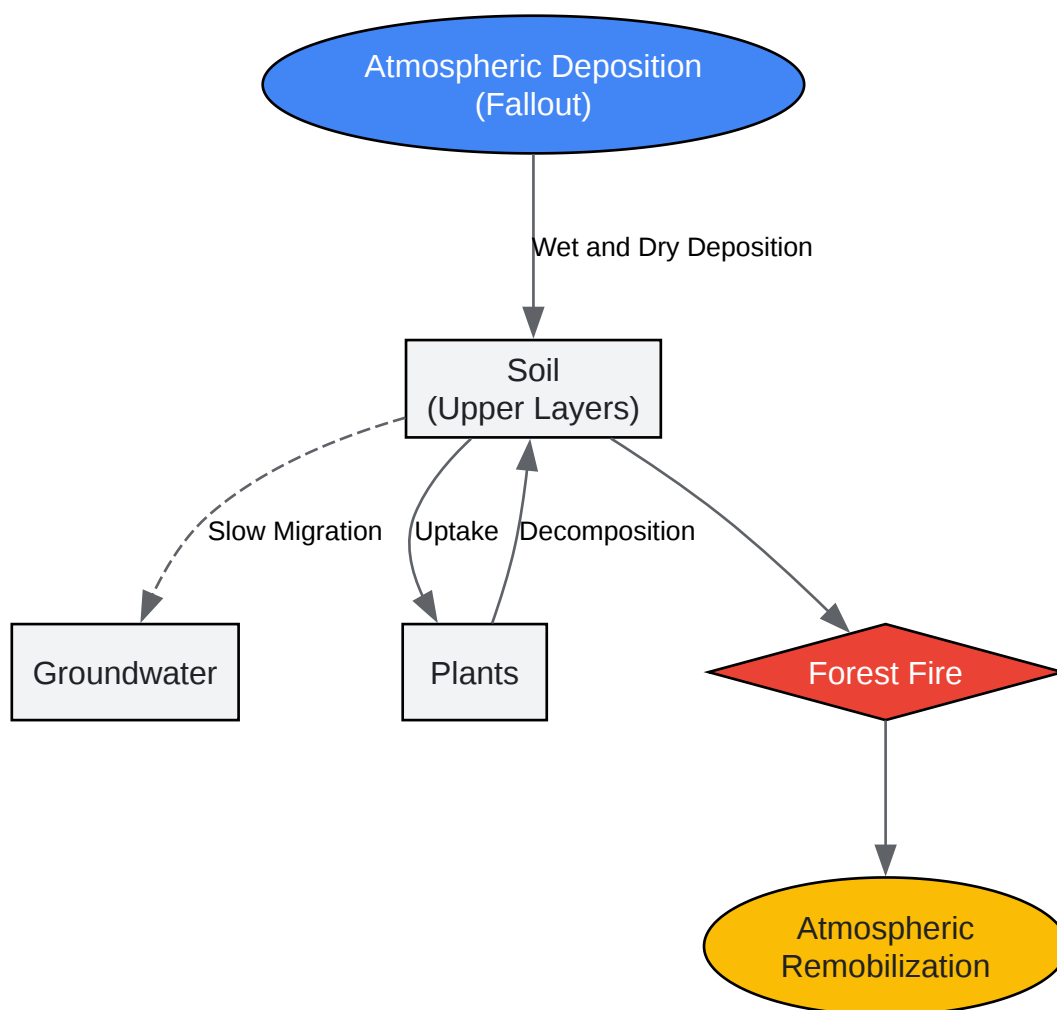 Atmospheric Deposition
(Fallout)
Wet and Dry Deposition
Soil
(Upper Layers)
Slow Migration
Uptake
Decomposition
Groundwater
Plants
Forest Fire
Atmospheric
Remobilization